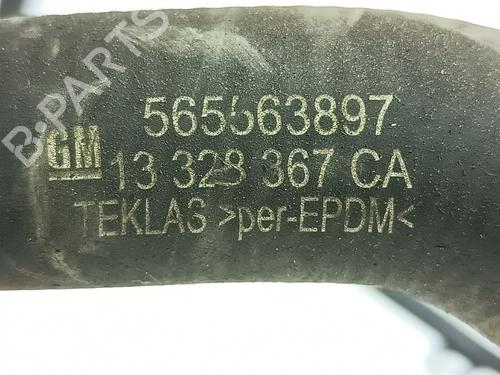 B-PARTS
565563897
GM
13 328 367 CA
TEKLAS >per-EPDM<